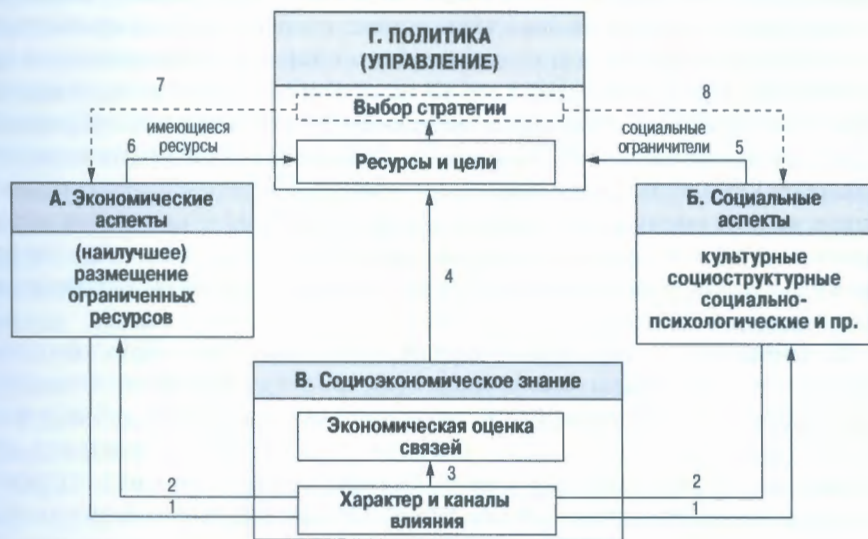 Г. ПОЛИТИКА
(УПРАВЛЕНИЕ)
7
8
Выбор стратегии
имеющиеся
6 ресурсы
социальные
ограничители 5
Ресурсы и цели
А. Экономические
аспекты
(наилучшее)
размещение
ограниченных
ресурсов
Б. Социальные
аспекты
культурные
социоструктурные
социально-
психологические и пр.
4
В. Социоэкономическое знание
Экономическая оценка
связей
3
2
1
Характер и каналы
влияния
2
1